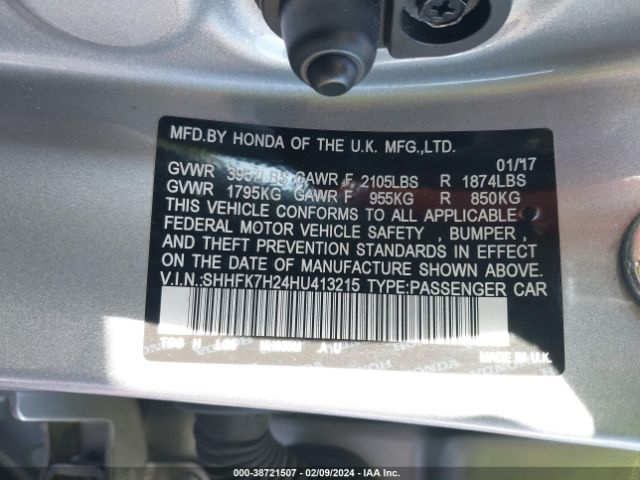 MFD.BY HONDA OF THE U.K. MFG.,LTD.
01/17
GVWR 3957LBS GAWR F 2105LBS R 1874LBS
GVWR 1795KG GAWR F 955KG R 850KG
THIS VEHICLE CONFORMS TO ALL APPLICABLE
FEDERAL MOTOR VEHICLE SAFETY , BUMPER ,
AND THEFT PREVENTION STANDARDS IN EFFECT
ON THE DATE OF MANUFACTURE SHOWN ABOVE.
V.I.N.:SHHFK7H24HU413215 TYPE:PASSENGER CAR
HONDA
MADE IN U.K.
000-38721507 - 02/09/2024 - IAA Inc.